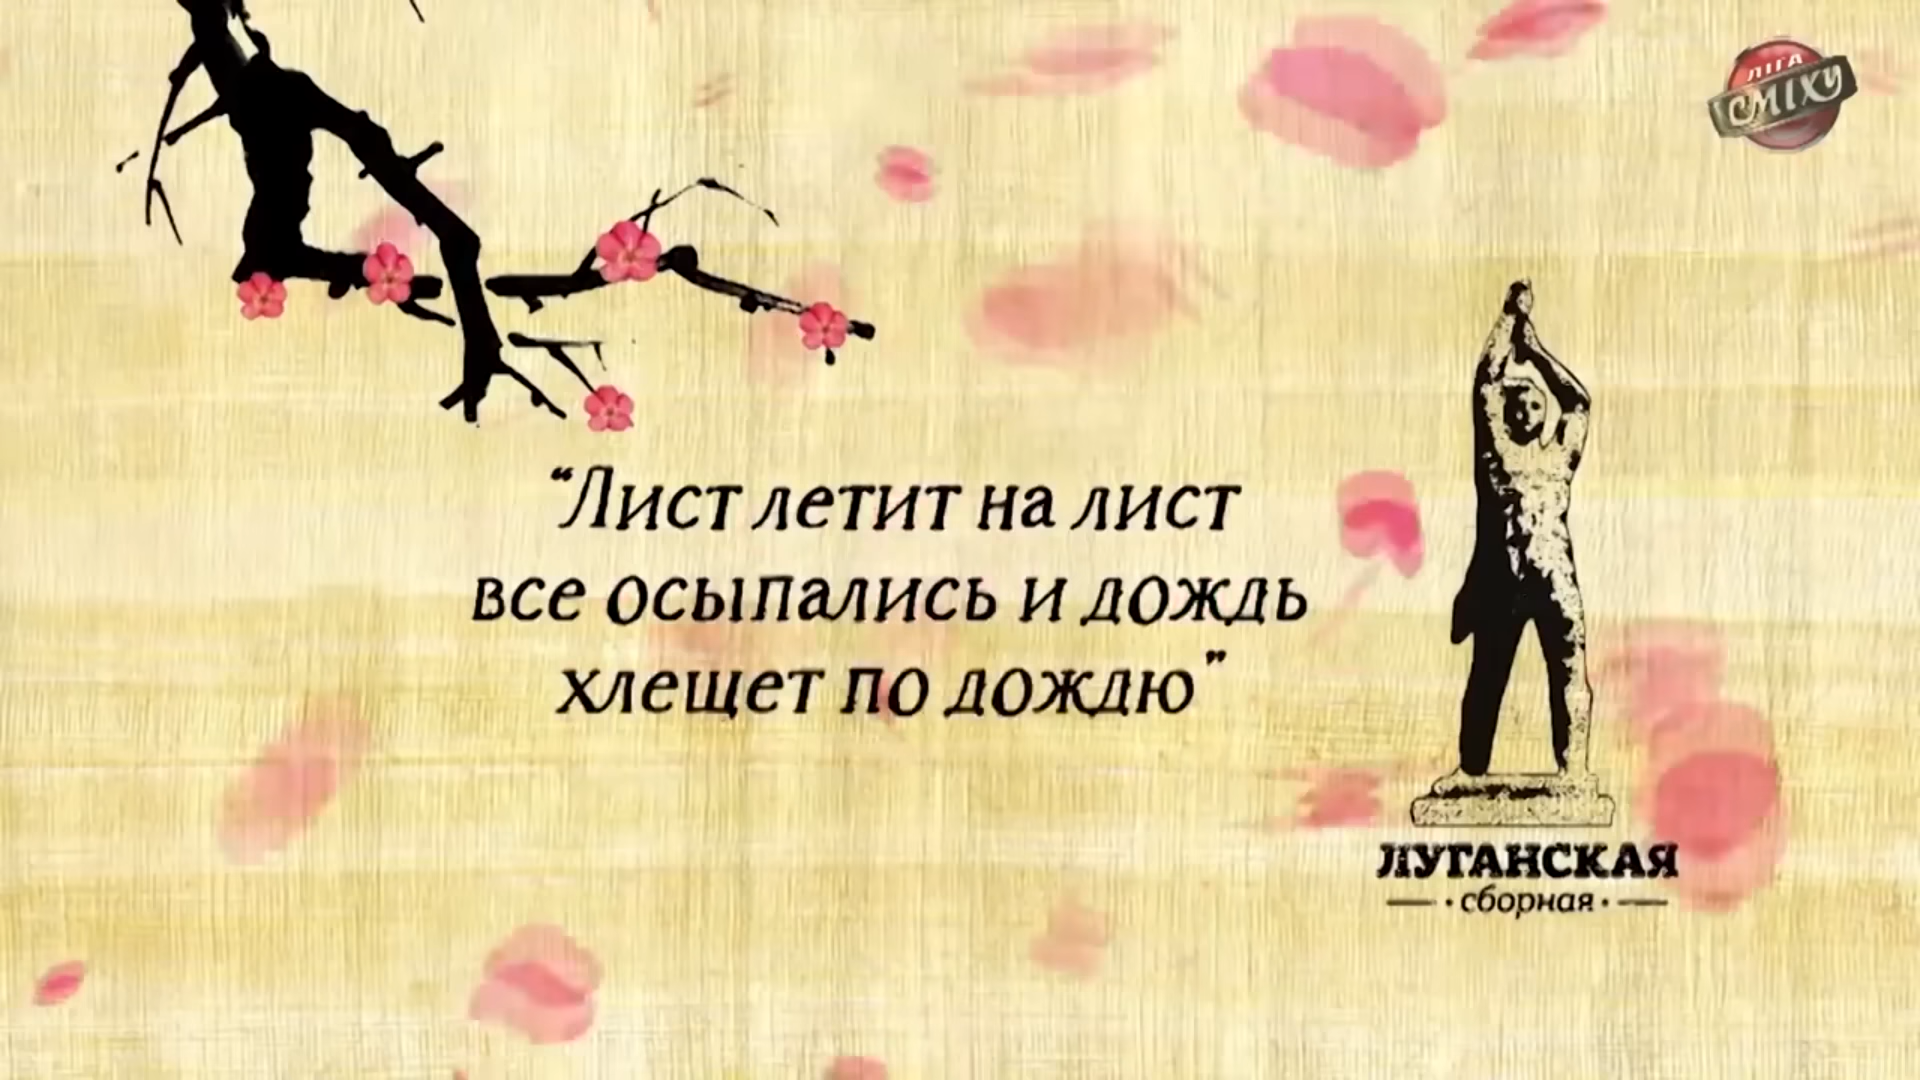 ЛІГА
СМІХУ
“Лист летит на лист
все осыпались и дождь
хлещет по дождю”
ЛУГАНСКАЯ
сборная